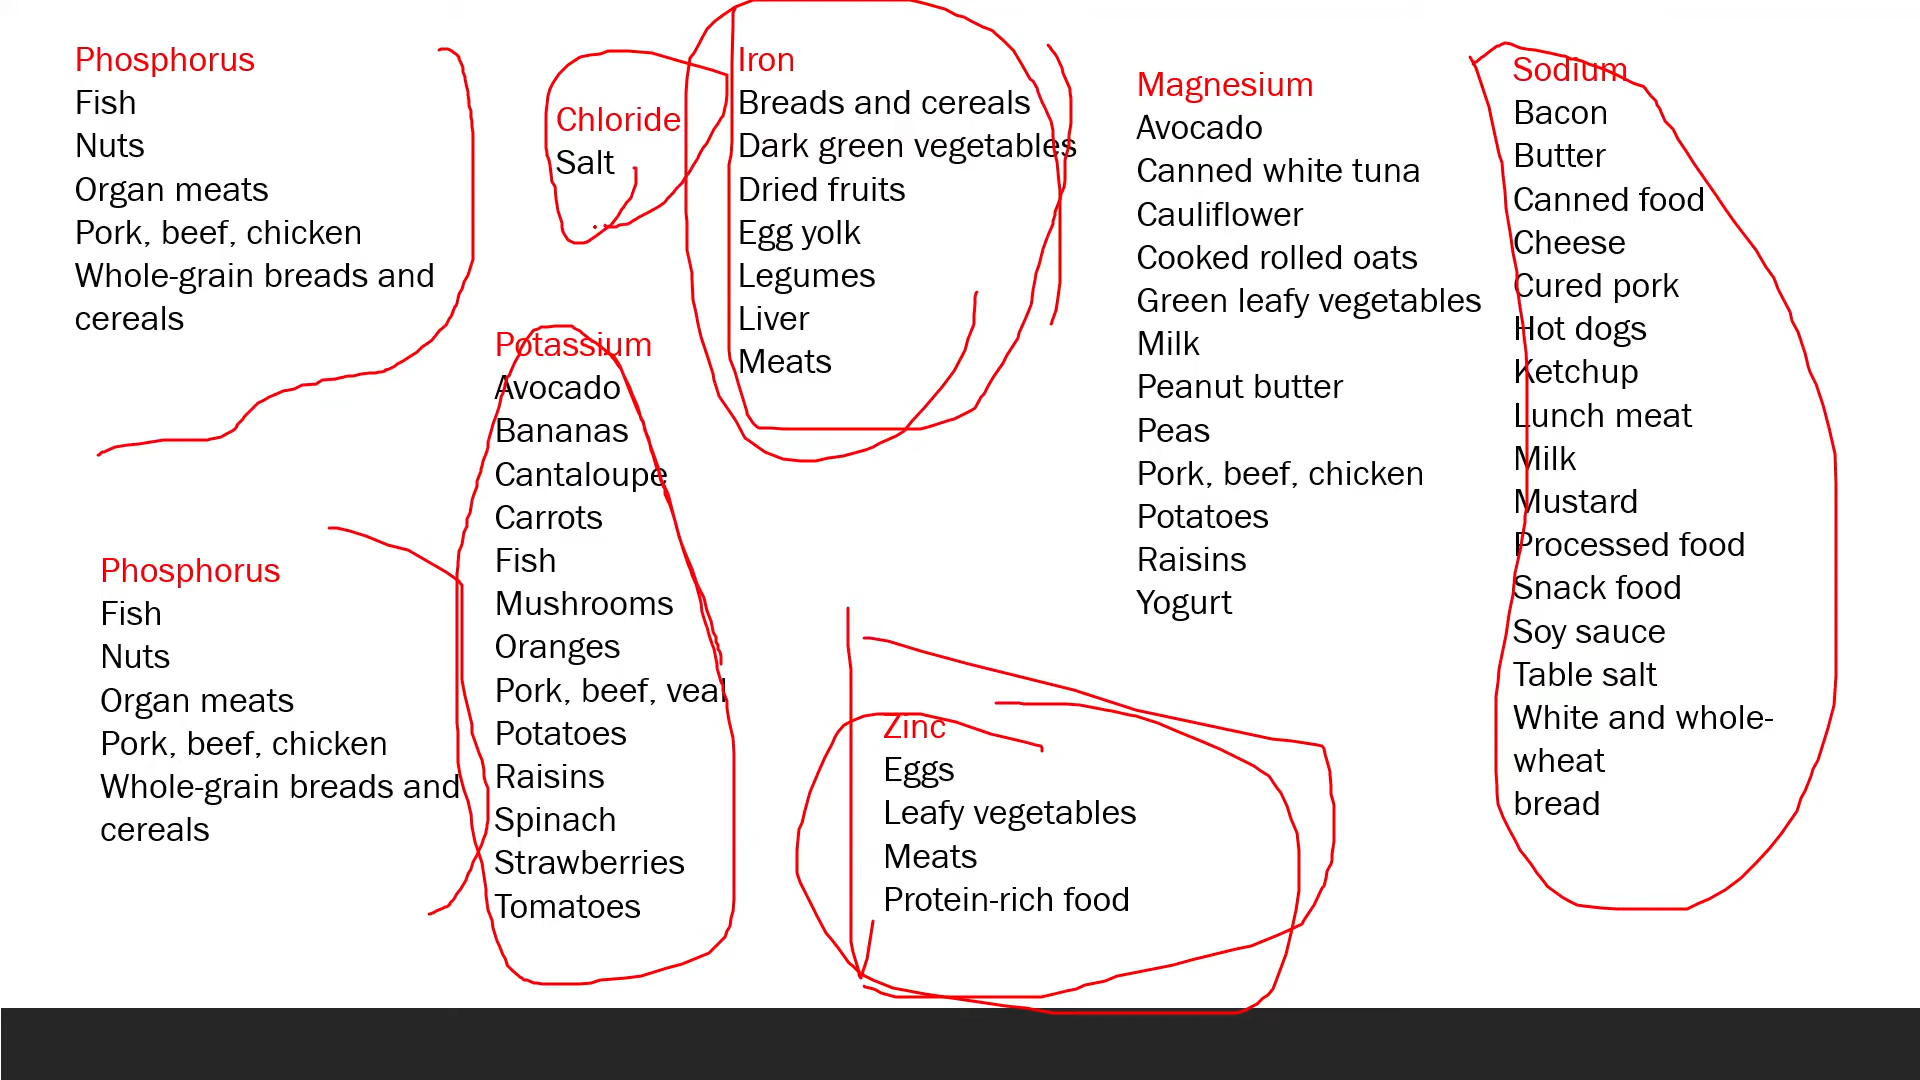 Phosphorus
Fish
Nuts
Organ meats
Pork, beef, chicken
Whole-grain breads and
cereals
Phosphorus
Fish
Nuts
Organ meats
Pork, beef, chicken
Whole-grain breads and
cereals
Chloride
Salt
Potassium
Avocado
Bananas
Cantaloupe
Carrots
Fish
Mushrooms
Oranges
Pork, beef, veal
Potatoes
Raisins
Spinach
Strawberries
Tomatoes
Iron
Breads and cereals
Dark green vegetables
Dried fruits
Egg yolk
Legumes
Liver
Meats
Zinc
Eggs
Leafy vegetables
Meats
Protein-rich food
Magnesium
Avocado
Canned white tuna
Cauliflower
Cooked rolled oats
Green leafy vegetables
Milk
Peanut butter
Peas
Pork, beef, chicken
Potatoes
Raisins
Yogurt
Sodium
Bacon
Butter
Canned food
Cheese
Cured pork
Hot dogs
Ketchup
Lunch meat
Milk
Mustard
Processed food
Snack food
Soy sauce
Table salt
White and whole-
wheat
bread